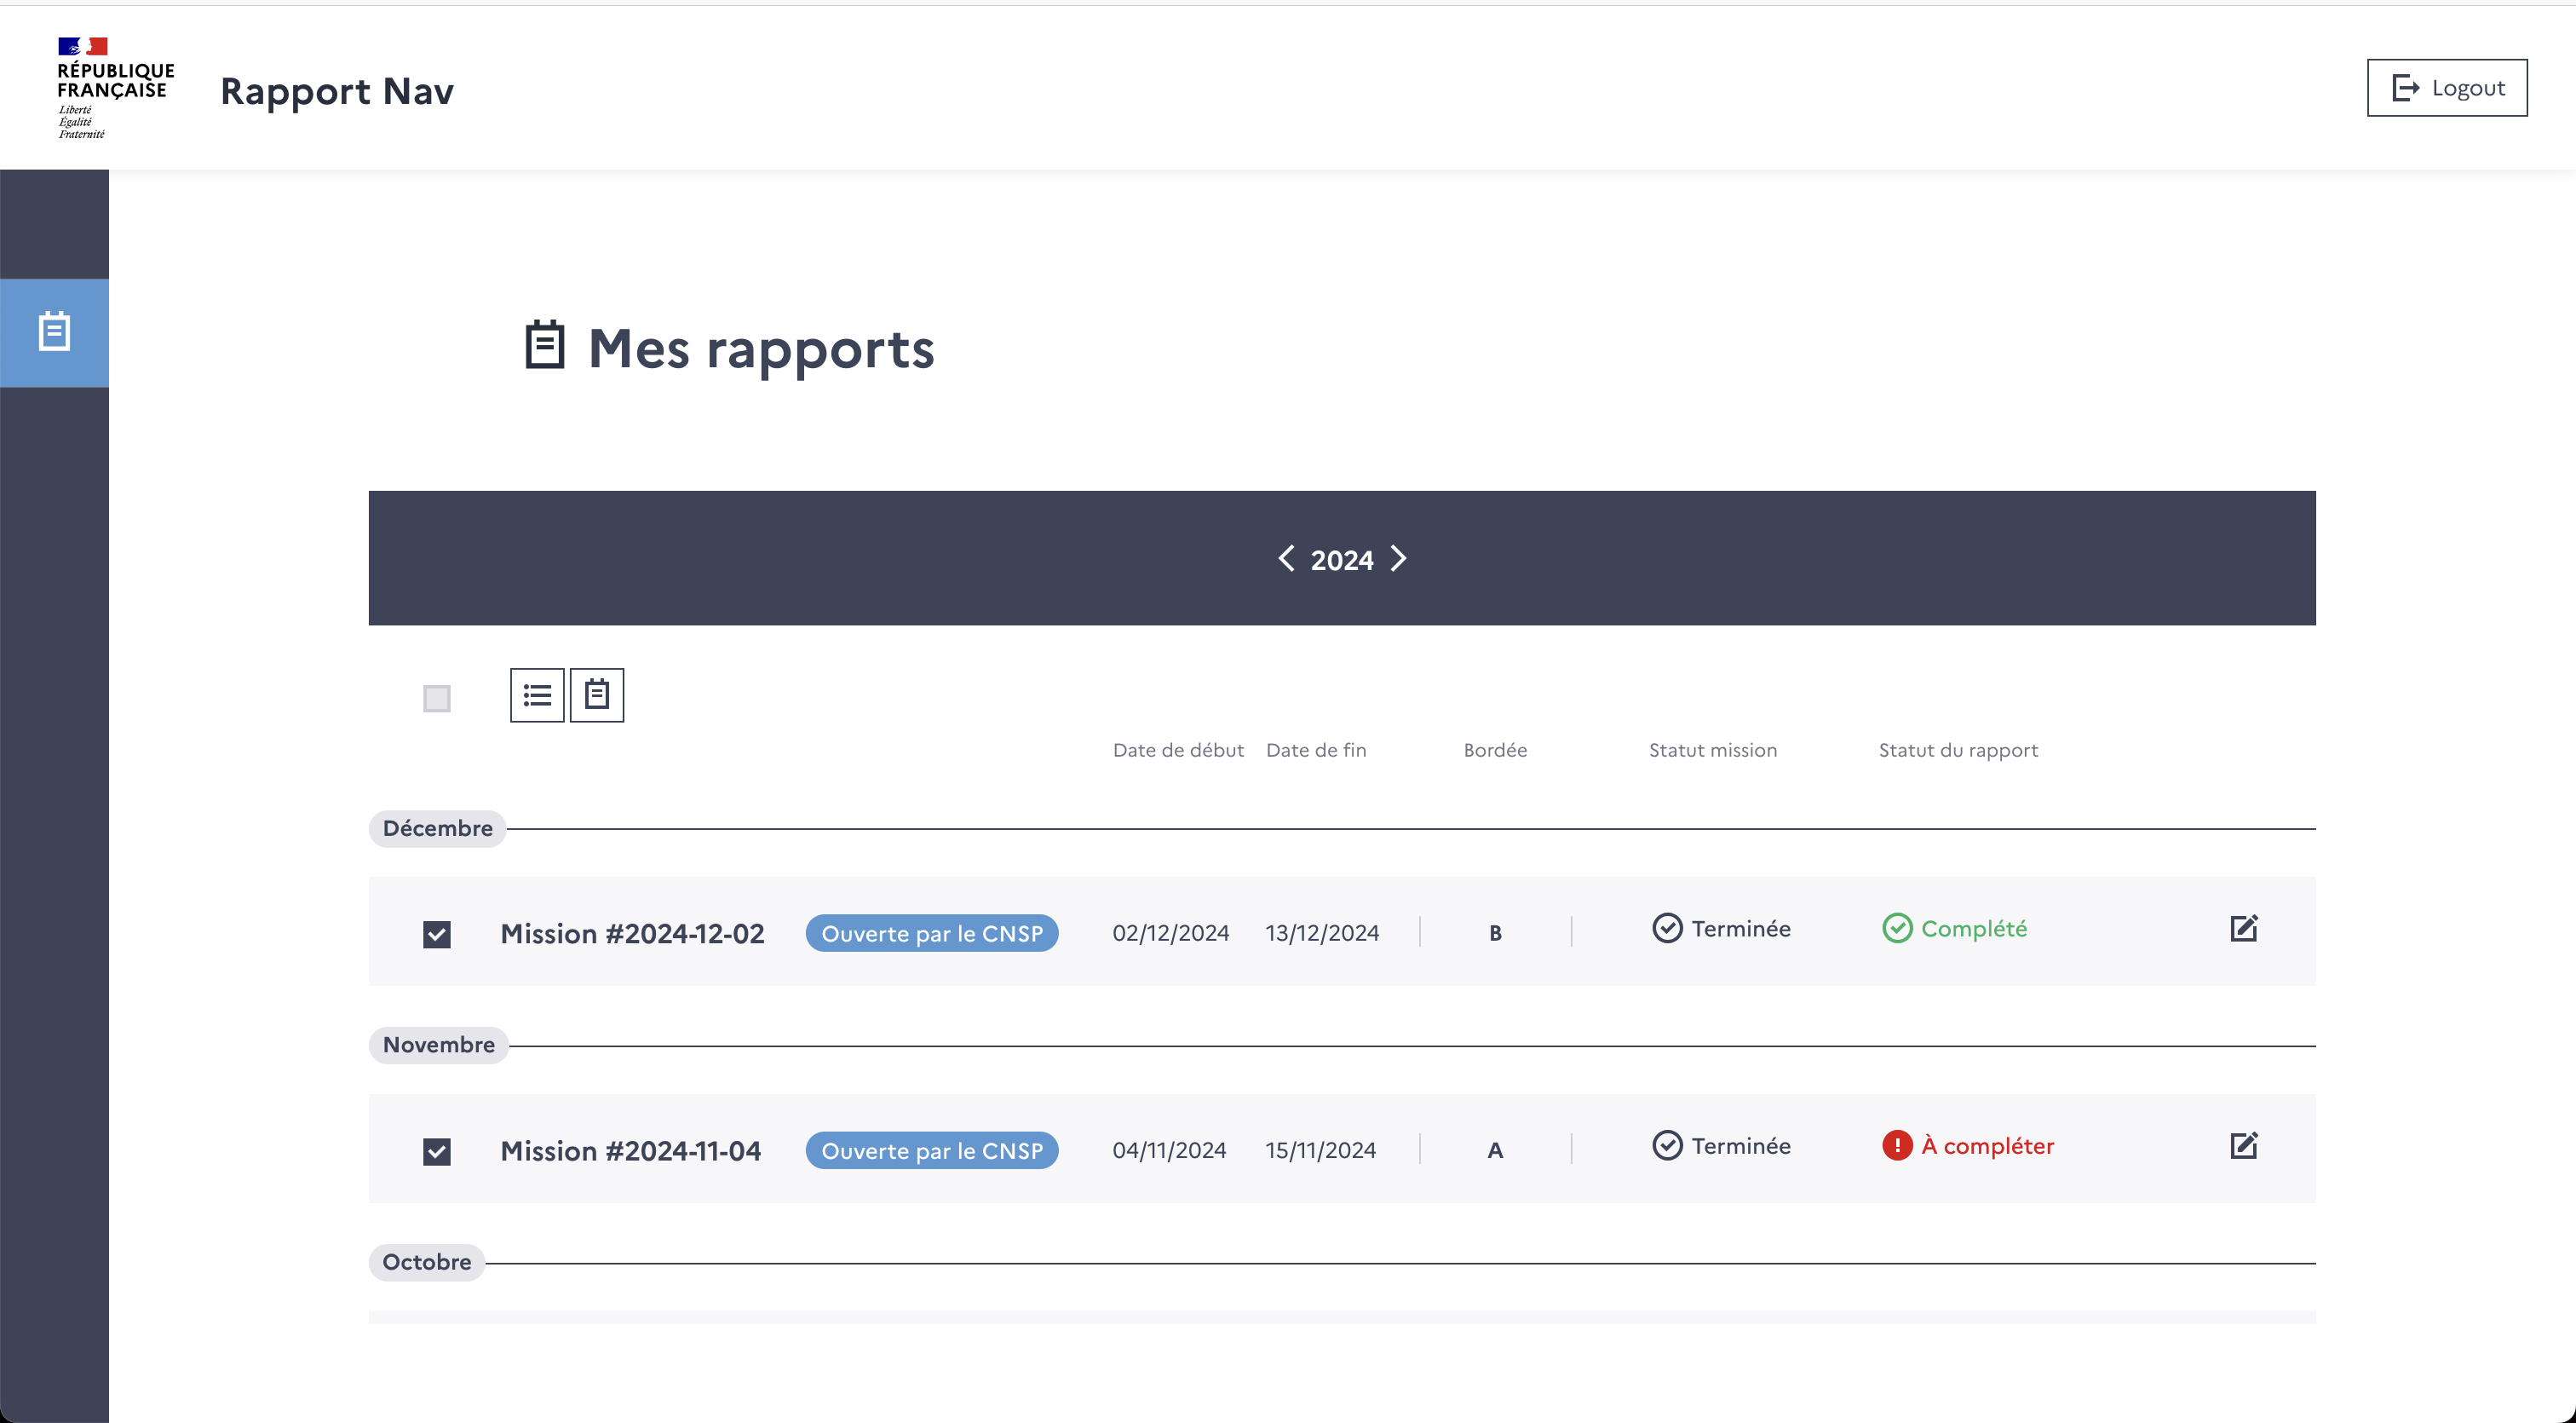 RÉPUBLIQUE
FRANÇAISE
Liberté
Égalité
Fraternité
Rapport Nav
Logout
Mes rapports
2024
Date de début Date de fin Bordée Statut mission Statut du rapport
Décembre
Mission #2024-12-02 Ouverte par le CNSP 02/12/2024 13/12/2024 B Terminée Complété
Novembre
Mission #2024-11-04 Ouverte par le CNSP 04/11/2024 15/11/2024 A Terminée À compléter
Octobre